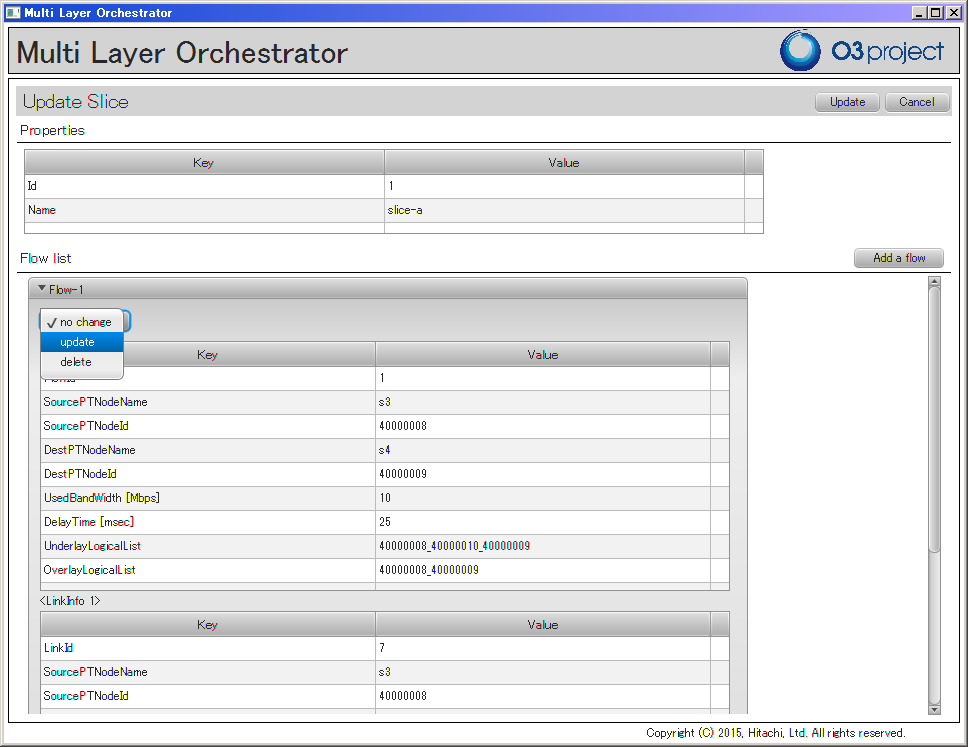 Multi Layer Orchestrator
Multi Layer Orchestrator
O3project
Update Slice
Update Cancel
Properties
Key Value
Id 1
Name slice-a
Flow list
Add a flow
Flow-1
no change
update
delete
Key Value
1
SourcePTNodeName s3
SourcePTNodeId 40000008
DestPTNodeName s4
DestPTNodeId 40000009
UsedBandWidth [Mbps] 10
DelayTime [msec] 25
UnderlayLogicalList 40000008_40000010_40000009
OverlayLogicalList 40000008_40000009
<LinkInfo 1>
Key Value
LinkId 7
SourcePTNodeName s3
SourcePTNodeId 40000008
Copyright (C) 2015, Hitachi, Ltd. All rights reserved.